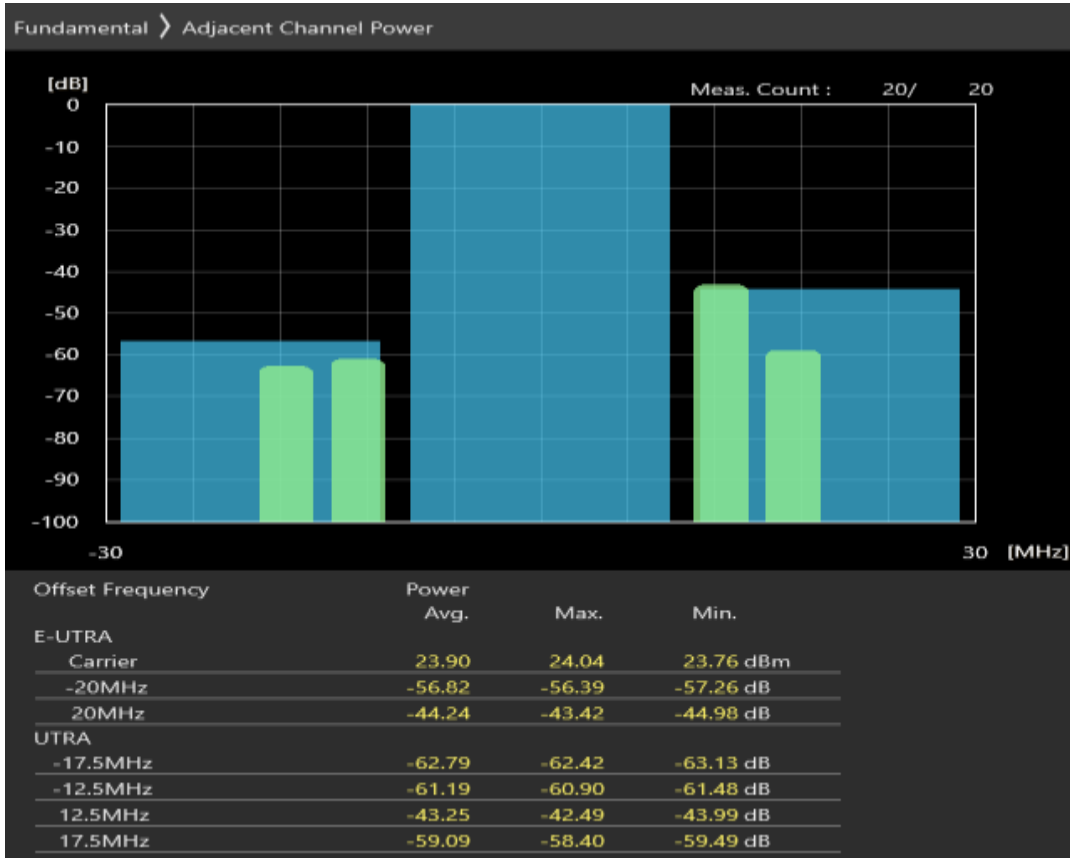 Fundamental 〉 Adjacent Channel Power
[dB]
Meas. Count : 20/ 20
0
-10
-20
-30
-40
-50
-60
-70
-80
-90
-100
-30 30 [MHz]
Offset Frequency Power
Avg. Max. Min.
E-UTRA
Carrier 23.90 24.04 23.76 dBm
-20MHz -56.82 -56.39 -57.26 dB
20MHz -44.24 -43.42 -44.98 dB
UTRA
-17.5MHz -62.79 -62.42 -63.13 dB
-12.5MHz -61.19 -60.90 -61.48 dB
12.5MHz -43.25 -42.49 -43.99 dB
17.5MHz -59.09 -58.40 -59.49 dB